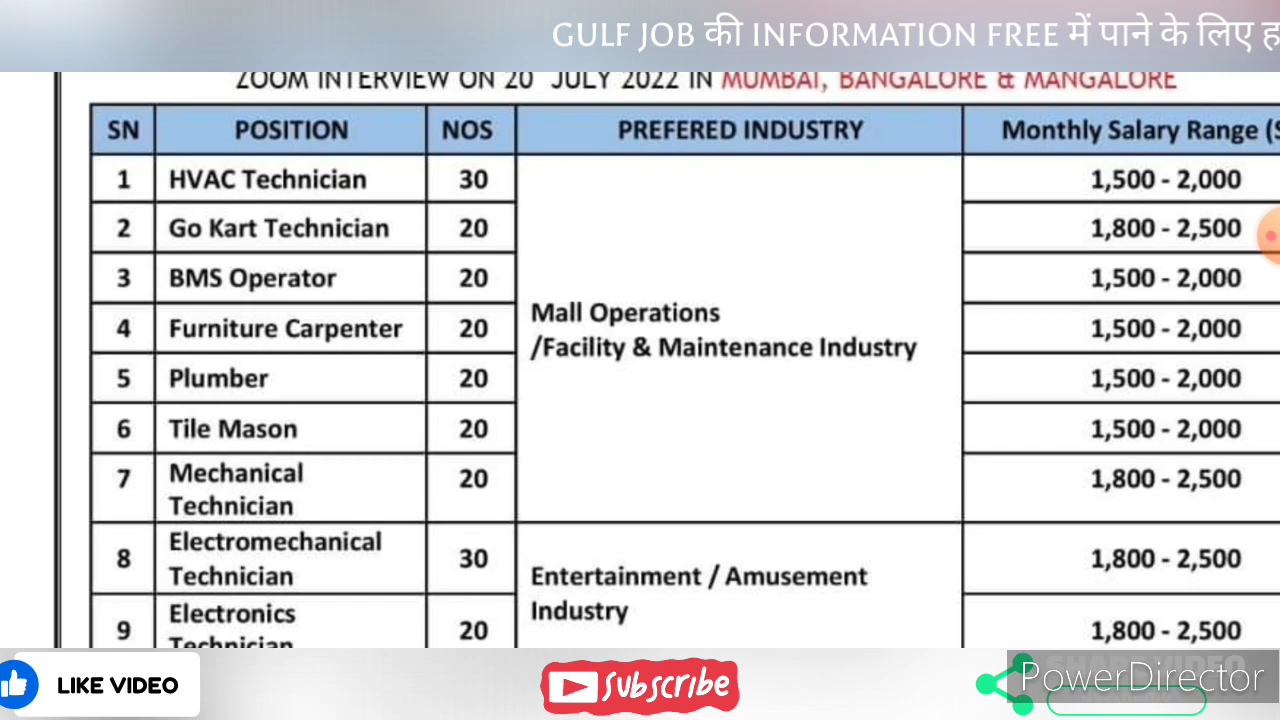 GULF JOB की INFORMATION FREE में पाने के लिए
ZOOM INTERVIEW ON 20 JULY 2022 IN MUMBAI, BANGALORE & MANGALORE
SN POSITION NOS PREFERED INDUSTRY Monthly Salary Range
1 HVAC Technician 30 1,500 - 2,000
2 Go Kart Technician 20 1,800 - 2,500
3 BMS Operator 20 1,500 - 2,000
Mall Operations
4 Furniture Carpenter 20 1,500 - 2,000
/Facility & Maintenance Industry
5 Plumber 20 1,500 - 2,000
6 Tile Mason 20 1,500 - 2,000
7 Mechanical 20 1,800 - 2,500
Technician
Electromechanical
8 30 1,800 - 2,500
Technician
Entertainment / Amusement
Industry
Electronics
9 20 1,800 - 2,500
Technician
LIKE VIDEO
Subscribe
SHARE VIDEO
PowerDirector